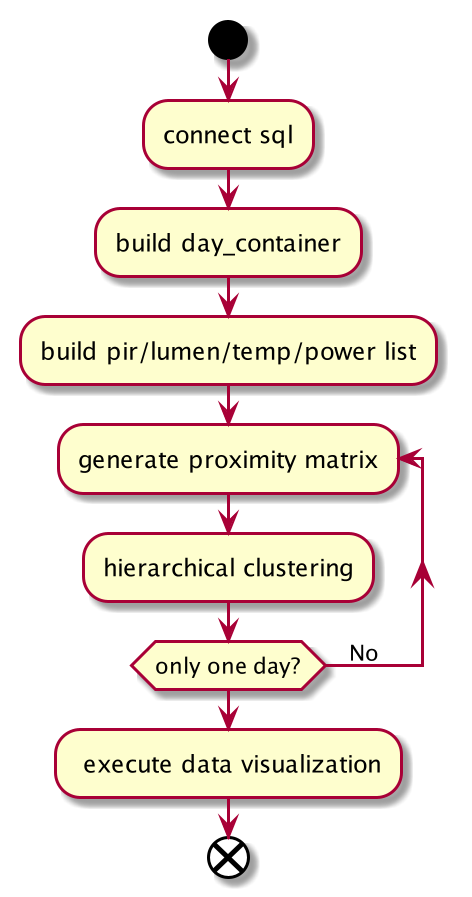 connect sql
build day_container
build pir/lumen/temp/power list
generate proximity matrix
hierarchical clustering
only one day?
No
execute data visualization